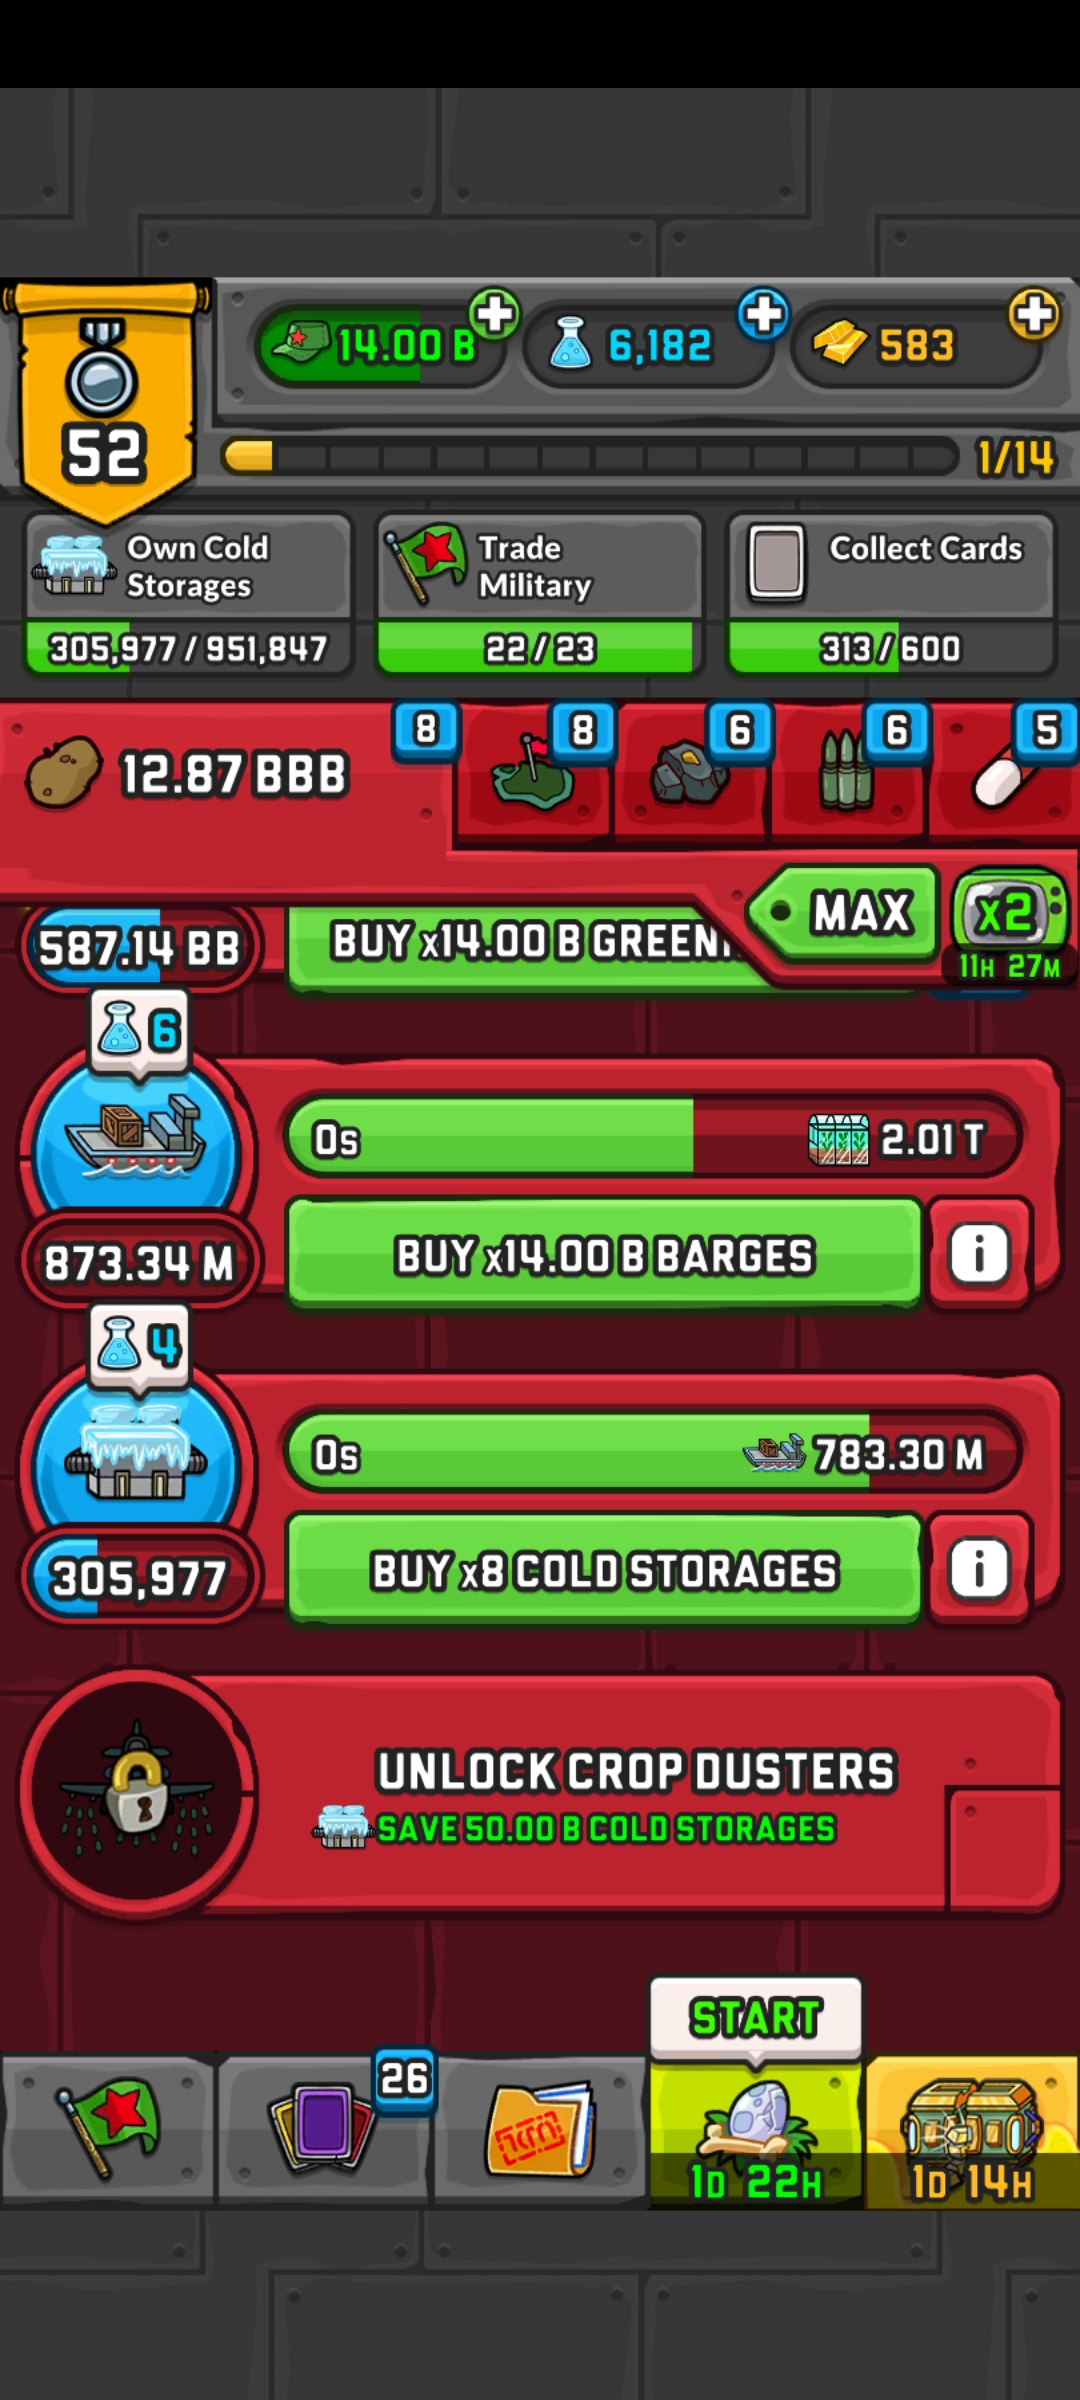 14.00 B
6,182
583
52
1/14
Own Cold
Storages
305,977 / 951,847
Trade
Military
22 / 23
Collect Cards
313 / 600
12.87 BBB
8
8
6
6
5
MAX
x2
11H 27M
587.14 BB
BUY x14.00 B
6
0s
2.01 T
873.34 M
BUY x14.00 B BARGES
i
4
0s
783.30 M
305,977
BUY x8 COLD STORAGES
i
UNLOCK CROP DUSTERS
SAVE 50.00 B COLD STORAGES
START
26
1D 22H
1D 14H